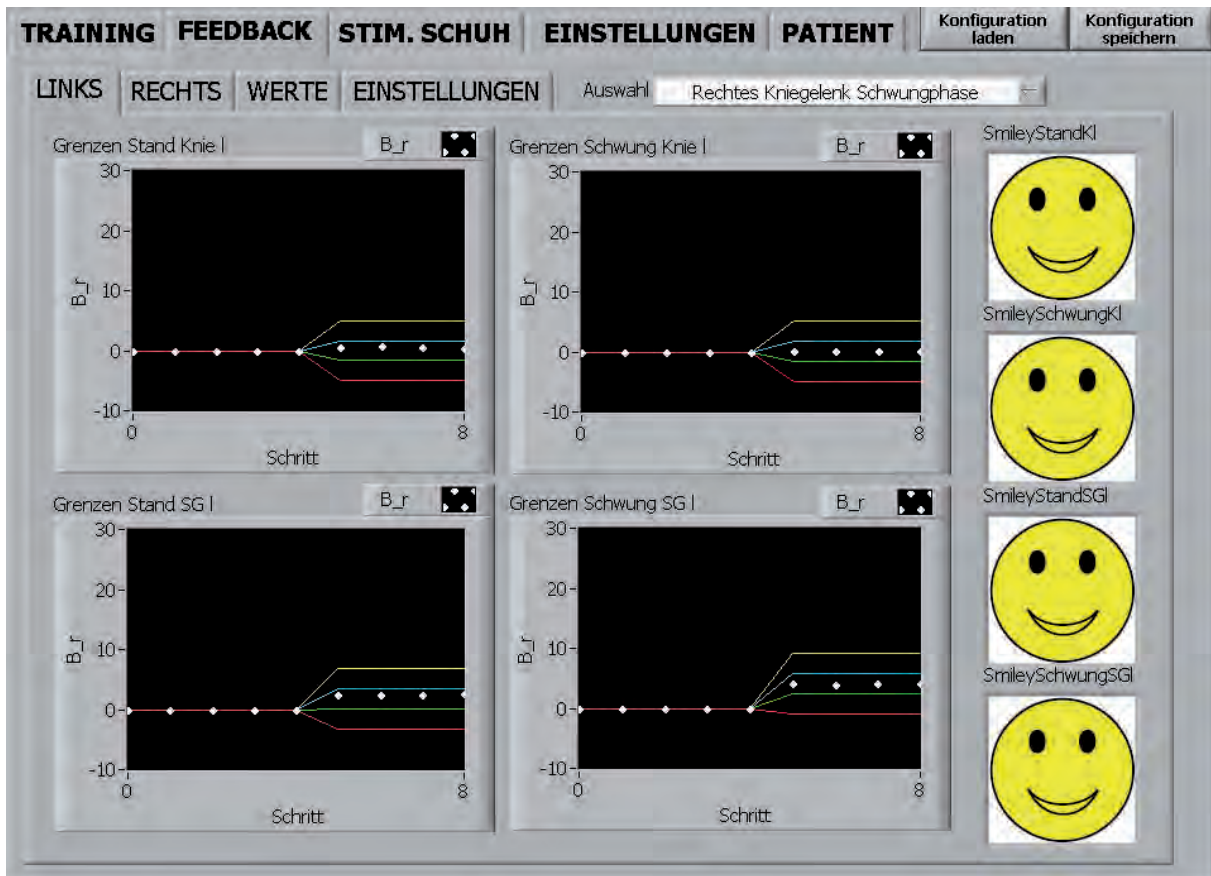 TRAINING FEEDBACK STIM. SCHUH EINSTELLUNGEN PATIENT
Konfiguration laden
Konfiguration speichern
LINKS RECHTS WERTE EINSTELLUNGEN
Auswahl Rechtes Kniegelenk Schwungphase
Grenzen Stand Knie l
B_r
30
20
10
0
-10
B_r
0
8
Schritt
Grenzen Schwung Knie l
B_r
30
20
10
0
-10
B_r
0
8
Schritt
SmileyStandKl
SmileySchwungKl
Grenzen Stand SG l
B_r
30
20
10
0
-10
B_r
0
8
Schritt
Grenzen Schwung SG l
B_r
30
20
10
0
-10
B_r
0
8
Schritt
SmileyStandSGl
SmileySchwungSGl